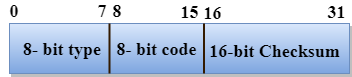 0 7 8 15 16 31
8- bit type 8- bit code 16-bit Checksum